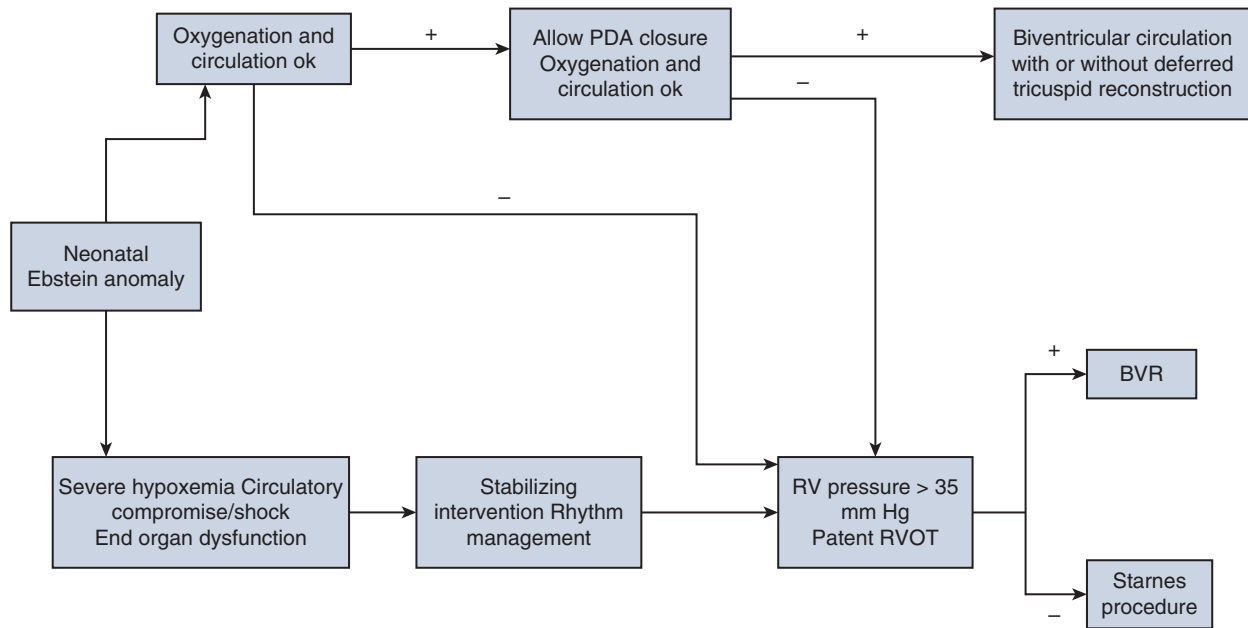 Oxygenation and
circulation ok
+
Allow PDA closure
Oxygenation and
circulation ok
+
–
Biventricular circulation
with or without deferred
tricuspid reconstruction
–
Neonatal
Ebstein anomaly
Severe hypoxemia Circulatory
compromise/shock
End organ dysfunction
Stabilizing
intervention Rhythm
management
RV pressure > 35
mm Hg
Patent RVOT
+
BVR
–
Starnes
procedure